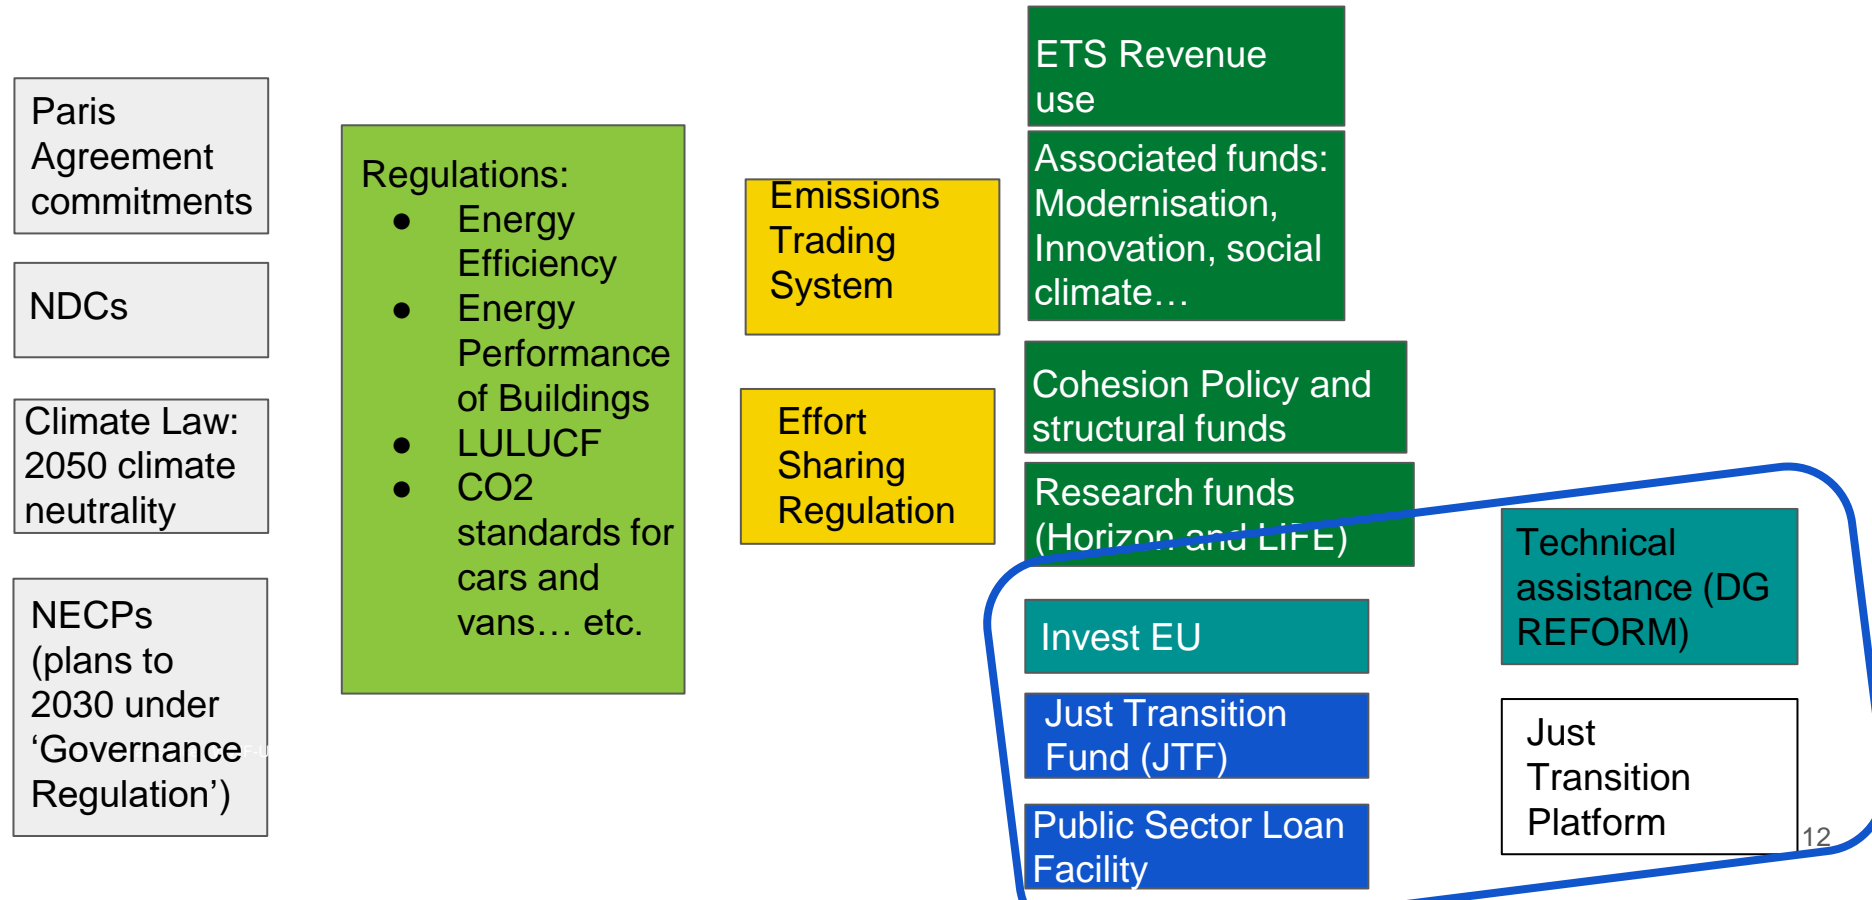 Paris
Agreement
commitments
NDCs
Climate Law:
2050 climate
neutrality
NECPs
(plans to
2030 under
‘Governance
Regulation’)
Regulations:
● Energy
Efficiency
● Energy
Performance
of Buildings
● LULUCF
● CO2
standards for
cars and
vans… etc.
Emissions
Trading
System
Effort
Sharing
Regulation
ETS Revenue
use
Associated funds:
Modernisation,
Innovation, social
climate…
Cohesion Policy and
structural funds
Research funds
(Horizon and LIFE)
Invest EU
Just Transition
Fund (JTF)
Public Sector Loan
Facility
Technical
assistance (DG
REFORM)
Just
Transition
Platform
12